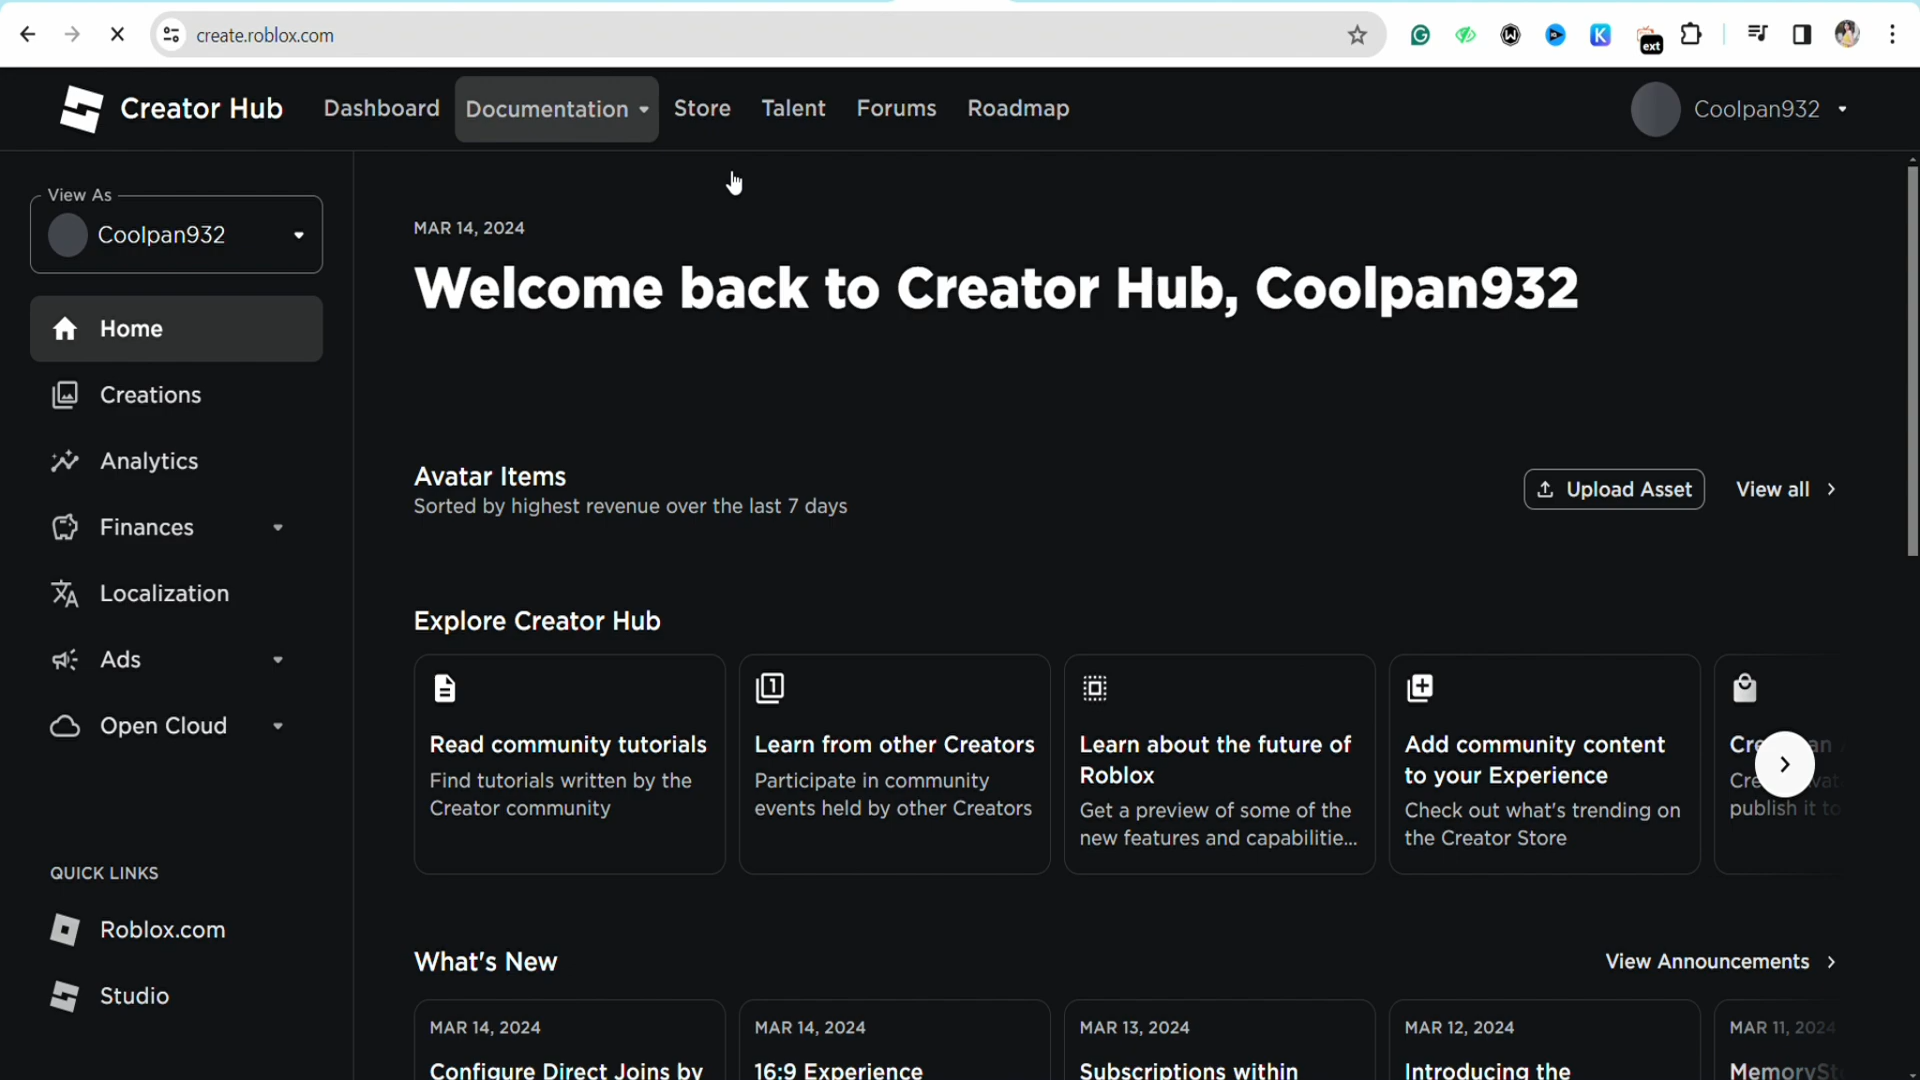 create.roblox.com
ext
Creator Hub Dashboard Documentation Store Talent Forums Roadmap Coolpan932
View As
Coolpan932
Home
Creations
Analytics
Finances
Localization
Ads
Open Cloud
QUICK LINKS
Roblox.com
Studio
MAR 14, 2024
Welcome back to Creator Hub, Coolpan932
Avatar Items
Sorted by highest revenue over the last 7 days
Upload Asset View all
Explore Creator Hub
Read community tutorials
Find tutorials written by the
Creator community
Learn from other Creators
Participate in community
events held by other Creators
Learn about the future of
Roblox
Get a preview of some of the
new features and capabilitie...
Add community content
to your Experience
Check out what's trending on
the Creator Store
publish it to
What's New
View Announcements
MAR 14, 2024
Configure Direct Joins by
MAR 14, 2024
16:9 Experience
MAR 13, 2024
Subscriptions within
MAR 12, 2024
Introducing the
MAR 11, 2024